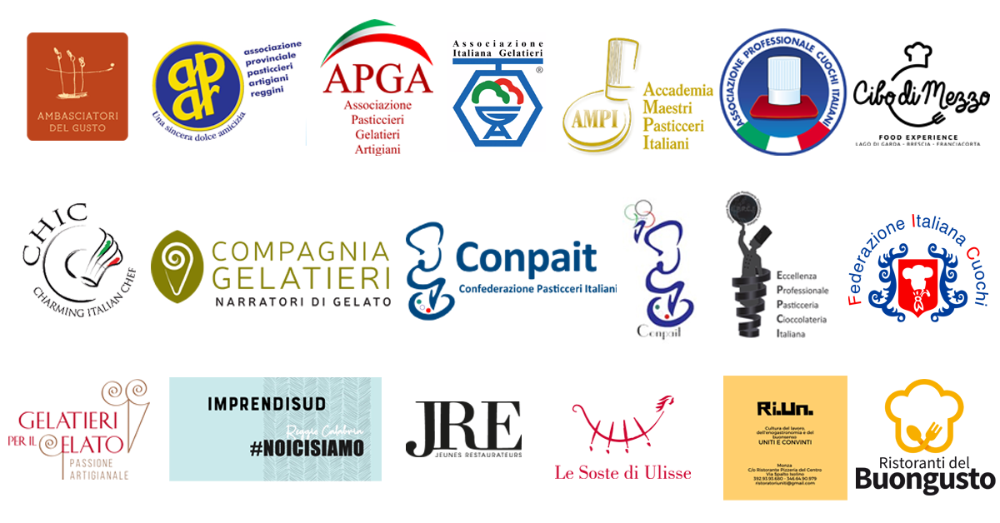 AMBASCIATORI
DEL GUSTO
apar
Una sincera dolce amicizia
associazione
provinciale
pasticcieri
artigiani
reggini
APGA
Associazione
Pasticcieri
Gelatieri
Artigiani
Associazione
Italiana Gelatieri
®
AMPI
Accademia
Maestri
Pasticceri
Italiani
ASSOCIAZIONE PROFESSIONALE CUOCHI ITALIANI
Cibo di Mezzo
FOOD EXPERIENCE
LAGO DI GARDA - BRESCIA - FRANCIACORTA
CHIC
CHARMING ITALIAN CHEF
COMPAGNIA
GELATIERI
NARRATORI DI GELATO
Conpait
Confederazione Pasticceri Italiani
Conpait
Eccellenza
Professionale
Pasticceria
Cioccolateria
Italiana
Federazione Italiana Cuochi
GELATIERI
PER IL GELATO
PASSIONE
ARTIGIANALE
IMPRENDISUD
Reggio Calabria
#NOICISIAMO
JRE
JEUNES RESTAURATEURS
Le Soste di Ulisse
Ri.Un.
Cultura del lavoro,
dell'enogastronomia e del
buonsenso
UNITI E CONVINTI
Monza
C/o Ristorante Pizzeria del Centro
Via Spalto Isolino
392.93.93.680 - 346.64.90.979
ristoratoriuniti@gmail.com
Ristoranti del
Buongusto